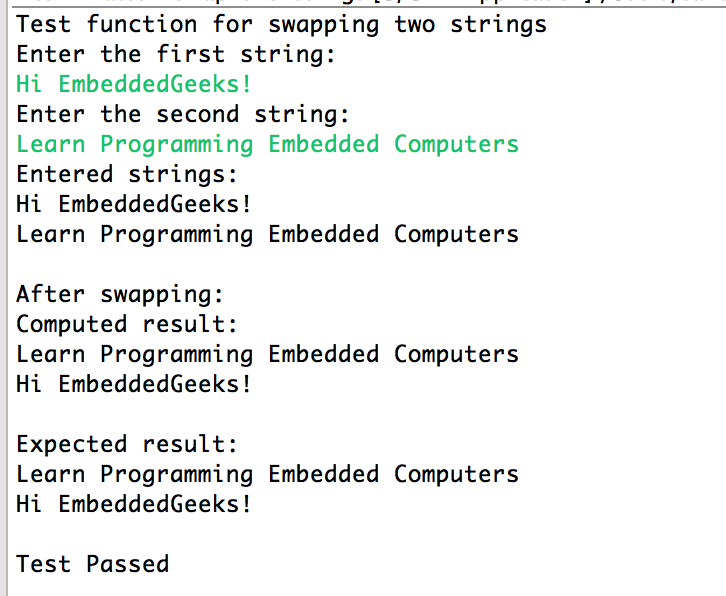 Test function for swapping two strings
Enter the first string:
Hi EmbeddedGeeks!
Enter the second string:
Learn Programming Embedded Computers
Entered strings:
Hi EmbeddedGeeks!
Learn Programming Embedded Computers
After swapping:
Computed result:
Learn Programming Embedded Computers
Hi EmbeddedGeeks!
Expected result:
Learn Programming Embedded Computers
Hi EmbeddedGeeks!
Test Passed